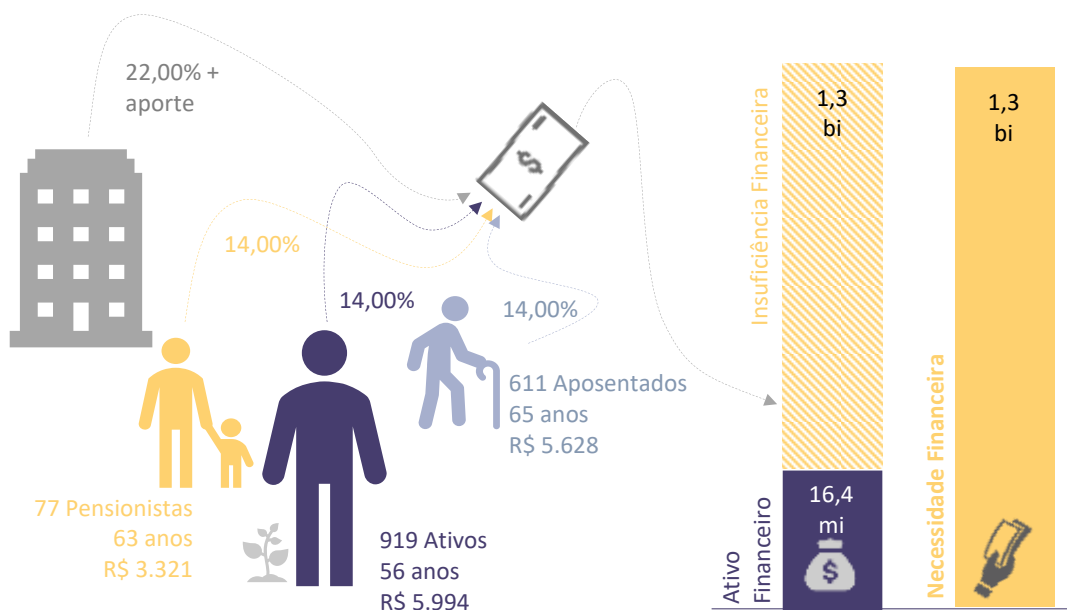 22,00% +
aporte
14,00%
14,00%
14,00%
77 Pensionistas
63 anos
R$ 3.321
919 Ativos
56 anos
R$ 5.994
611 Aposentados
65 anos
R$ 5.628
$
Insuficiência Financeira
1,3
bi
Ativo
Financeiro
16,4
mi
$
Necessidade Financeira
1,3
bi